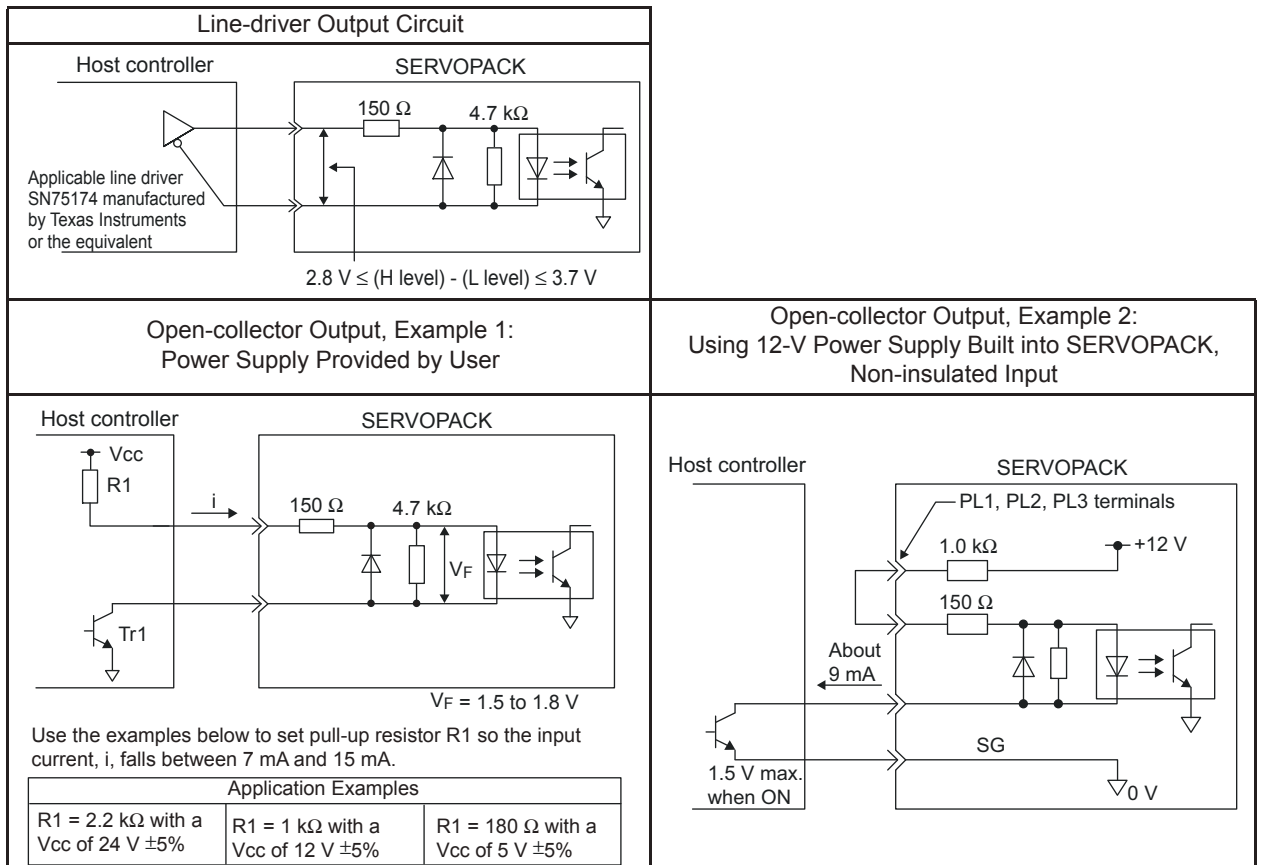 Line-driver Output Circuit
Host controller
SERVOPACK
150 Ω
4.7 kΩ
Applicable line driver
SN75174 manufactured
by Texas Instruments
or the equivalent
2.8 V ≤ (H level) - (L level) ≤ 3.7 V
Open-collector Output, Example 1:
Power Supply Provided by User
Open-collector Output, Example 2:
Using 12-V Power Supply Built into SERVOPACK,
Non-insulated Input
Host controller
SERVOPACK
Vcc
R1
i
150 Ω
4.7 kΩ
VF
Tr1
VF = 1.5 to 1.8 V
Use the examples below to set pull-up resistor R1 so the input
current, i, falls between 7 mA and 15 mA.
Application Examples
R1 = 2.2 kΩ with a
Vcc of 24 V ±5%
R1 = 1 kΩ with a
Vcc of 12 V ±5%
R1 = 180 Ω with a
Vcc of 5 V ±5%
Host controller
SERVOPACK
PL1, PL2, PL3 terminals
1.0 kΩ
+12 V
150 Ω
About
9 mA
SG
1.5 V max.
when ON
0 V